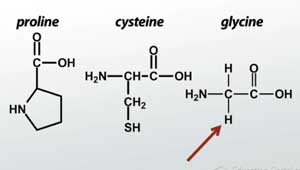 proline cysteine glycine
O
C—OH
HN
O
H₂N—CH—C—OH
CH₂
SH
H O
H₂N—C—C—OH
H